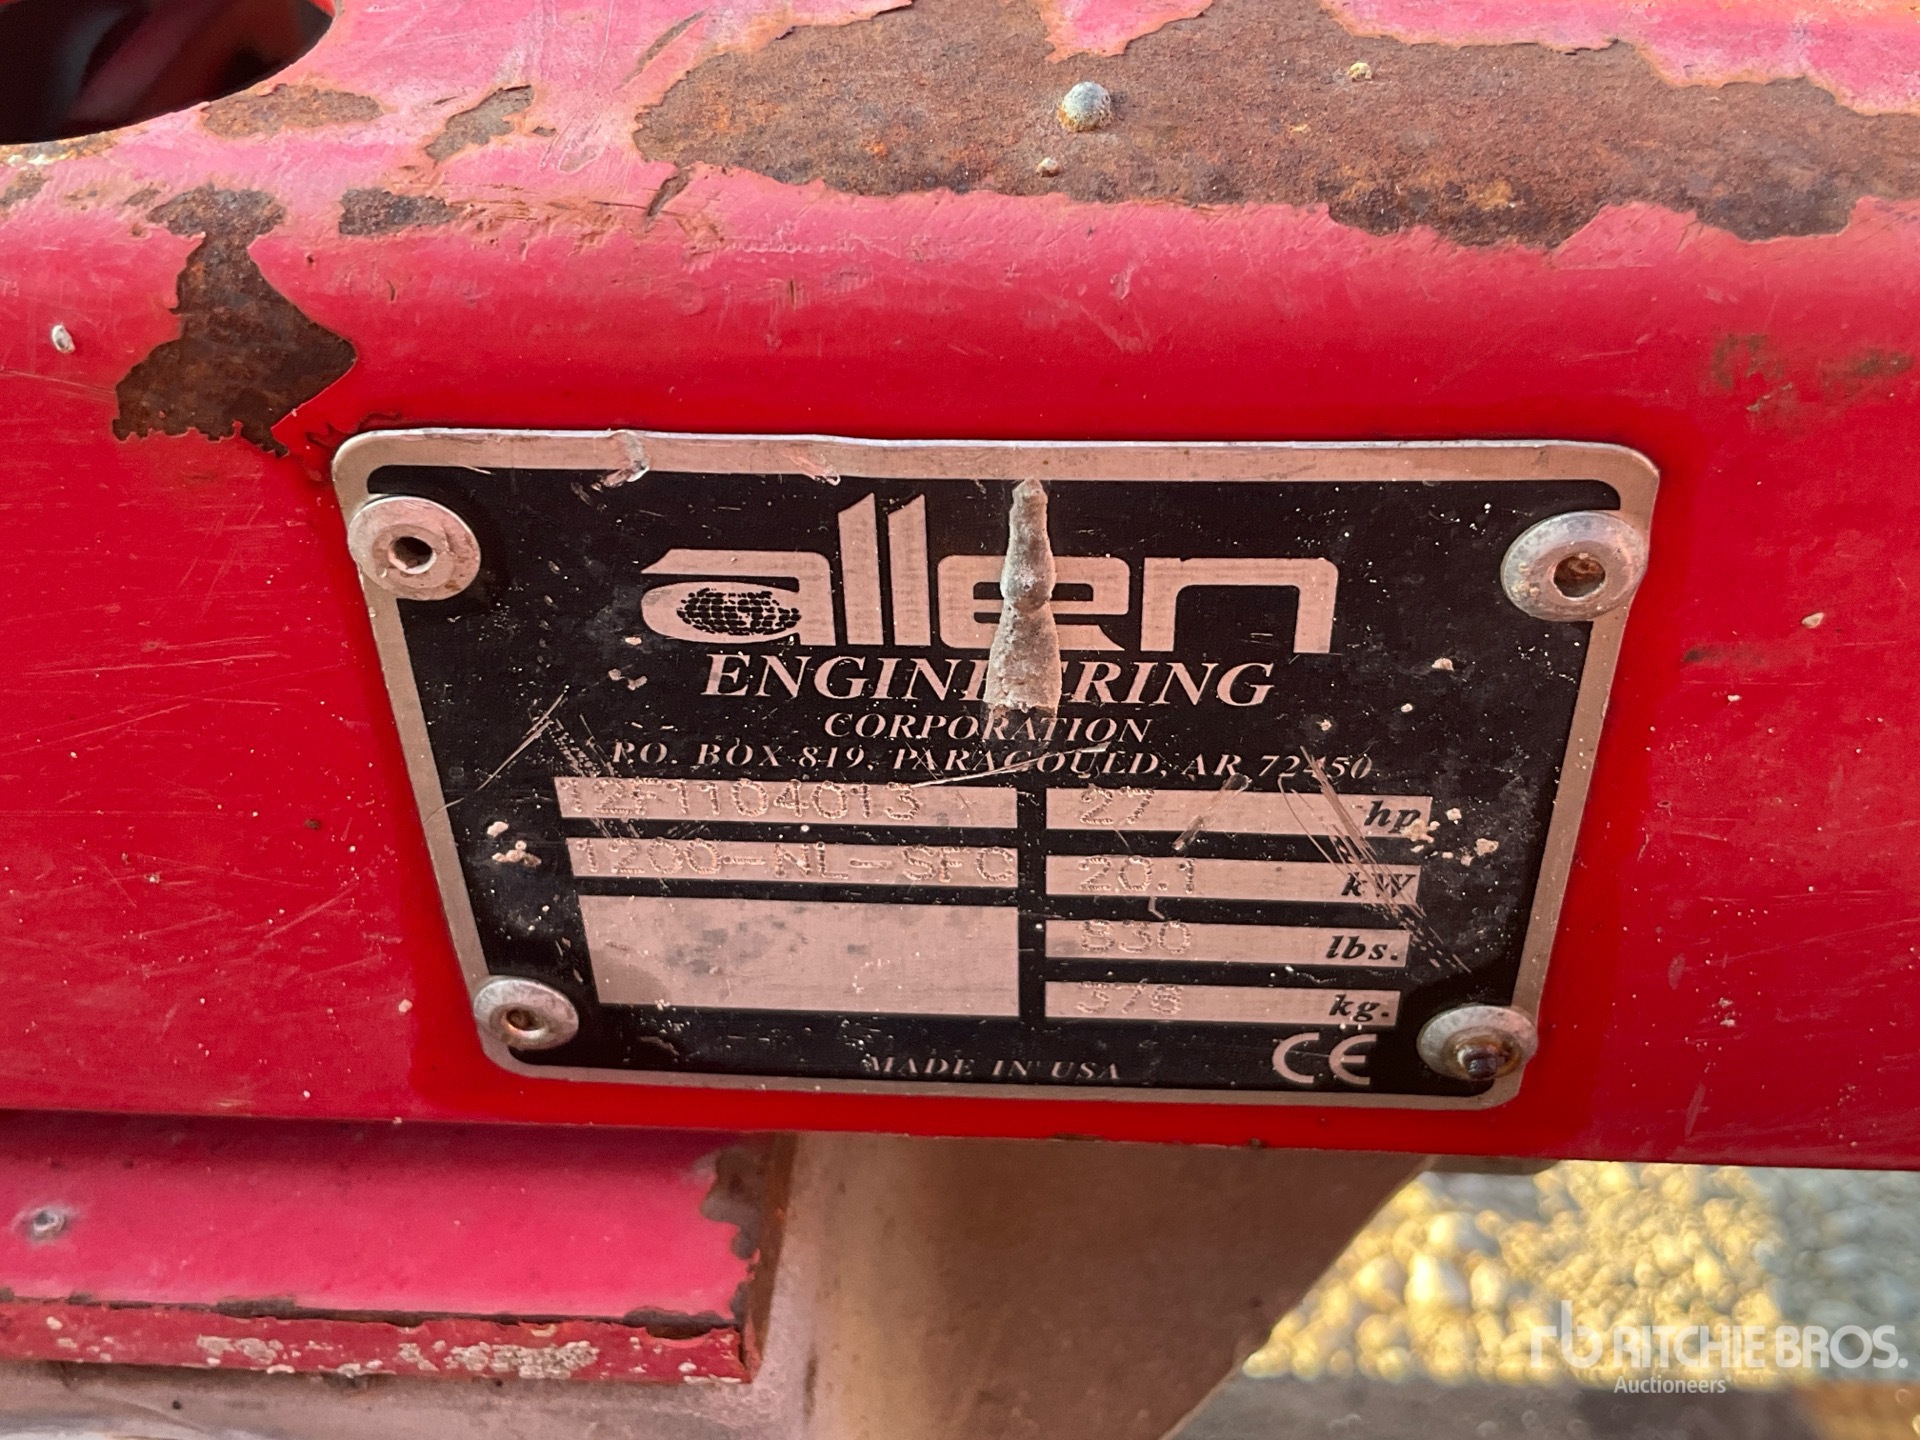 allen
ENGINEERING
CORPORATION
P.O. BOX 819, PARAGOULD, AR 72450
12F1104013
27 hp
1200-NL-SFC
20.1 kW
830 lbs.
376 kg.
MADE IN USA
CE
rb RITCHIE BROS.
Auctioneers